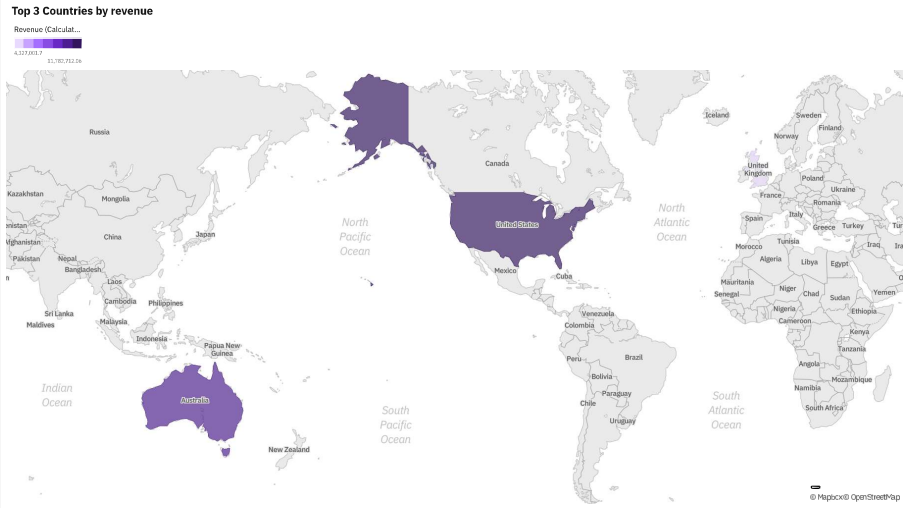 Top 3 Countries by revenue
Revenue (Calculat...
Iceland
Sweden
Finland
Norway
Russia
Canada
United
Kingdom
Poland
Kazakhstan
Ukraine
France
Mongolia
Romania
Italy
North
Pacific
Ocean
North
Atlantic
Ocean
Spain
United States
Greece
Turkey
Japan
China
Tunisia
Morocco
Iraq
Pakistan
Nepal
Algeria
Libya
Egypt
Bangladesh
Mexico
Cuba
Laos
Mauritania
Niger
Chad
Sudan
Yemen
Senegal
Cambodia
Philippines
Nigeria
Ethiopia
Sri Lanka
Venezuela
Cameroon
Malaysia
Maldives
Colombia
Kenya
Indonesia
Papua New
Guinea
Tanzania
Peru
Brazil
Angola
Bolivia
Mozambique
Indian
Ocean
Namibia
Paraguay
Australia
Chile
South
Atlantic
Ocean
South Africa
South
Pacific
Ocean
Uruguay
New Zealand
© Mapbox © OpenStreetMap